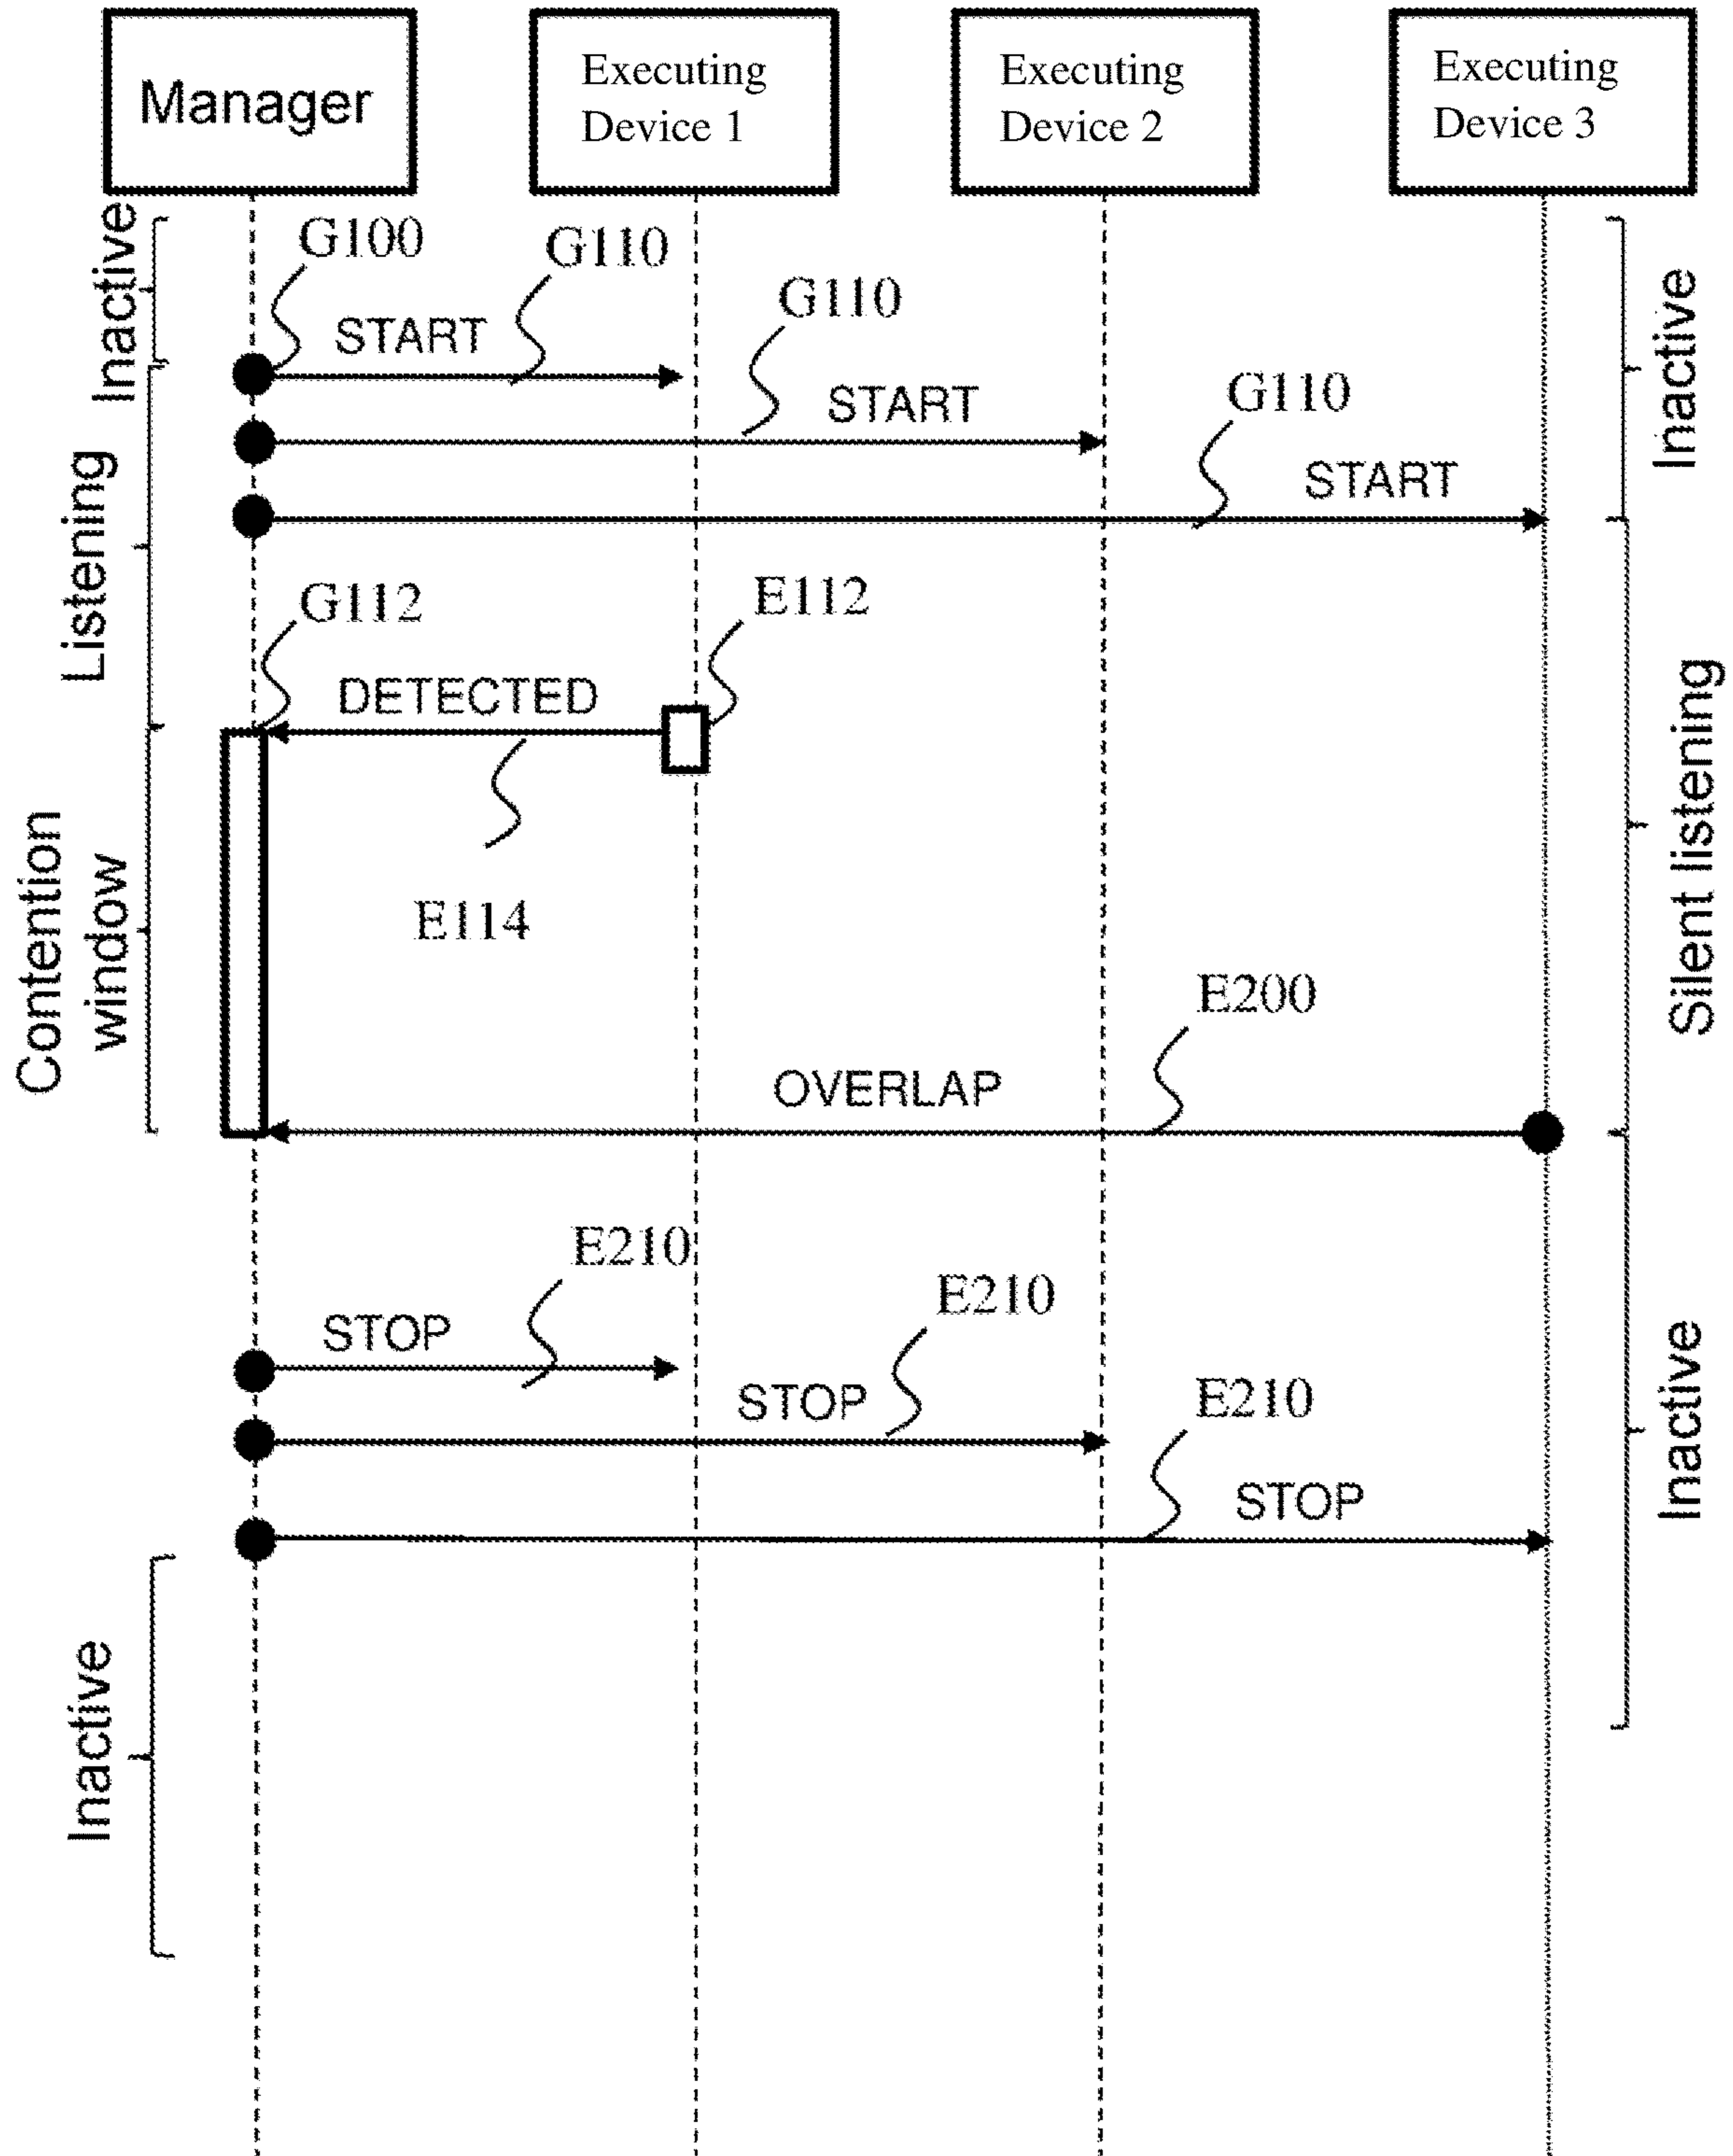 Manager
Executing
Device 1
Executing
Device 2
Executing
Device 3
Inactive
G100
G110
G110
G110
START
START
START
Inactive
Listening
G112
E112
DETECTED
E114
Silent listening
Contention
window
E200
OVERLAP
E210
E210
E210
STOP
STOP
STOP
Inactive
Inactive